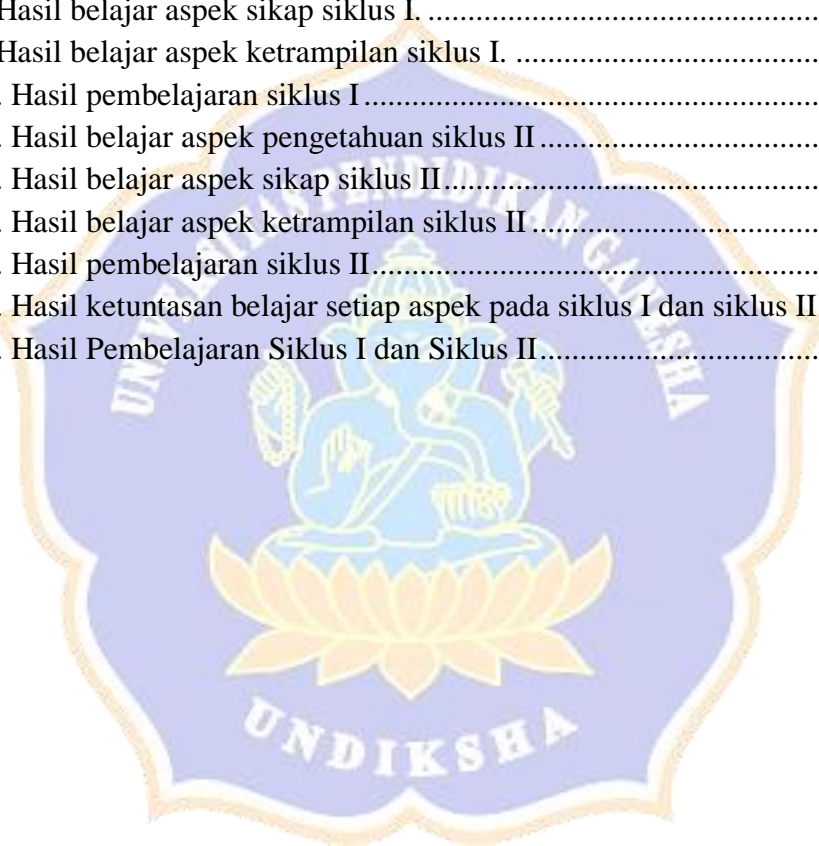 Hasil belajar aspek sikap siklus I. ..............................................
Hasil belajar aspek ketrampilan siklus I. ...................................
. Hasil pembelajaran siklus I......................................................
. Hasil belajar aspek pengetahuan siklus II.................................
. Hasil belajar aspek sikap siklus II............................................
. Hasil belajar aspek ketrampilan siklus II..................................
. Hasil pembelajaran siklus II.....................................................
. Hasil ketuntasan belajar setiap aspek pada siklus I dan siklus II
. Hasil Pembelajaran Siklus I dan Siklus II.................................
UNIVERSITAS PENDIDIKAN GANESHA
UNDIKSHA